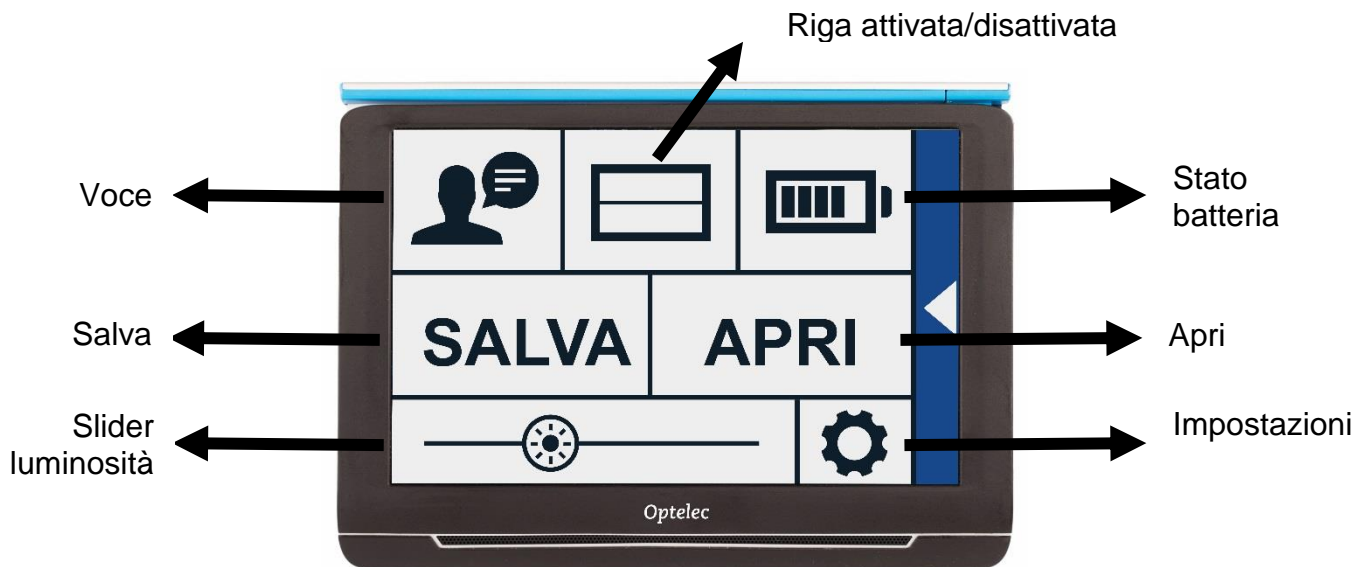 Riga attivata/disattivata
Voce
Stato
batteria
SALVA
APRI
Salva
Apri
Slider
luminosità
Impostazioni
Optelec